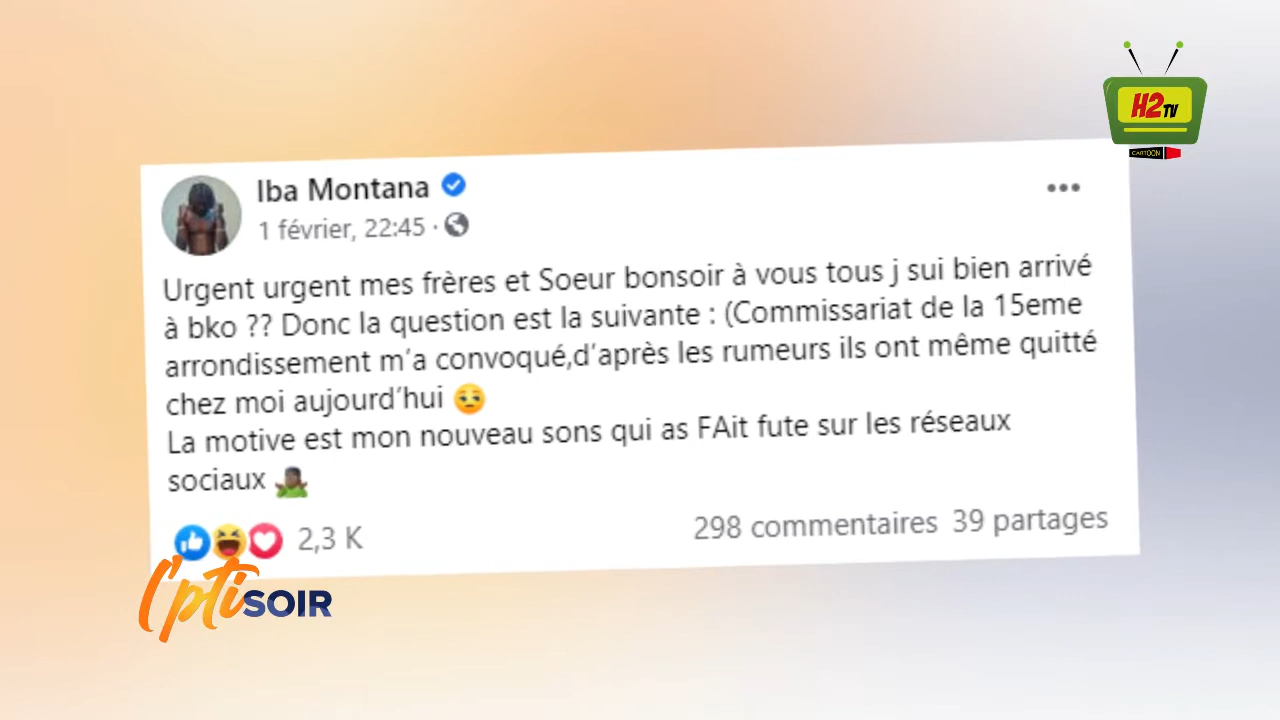 H2TV
CARTOON
Iba Montana
1 février, 22:45 ·
Urgent urgent mes frères et Soeur bonsoir à vous tous j sui bien arrivé
à bko ?? Donc la question est la suivante : (Commissariat de la 15eme
arrondissement m’a convoqué,d’après les rumeurs ils ont même quitté
chez moi aujourd’hui 😒
La motive est mon nouveau sons qui as FAit fute sur les réseaux
sociaux 🤷🏾‍♂️
2,3 K
298 commentaires 39 partages
l'pti SOIR